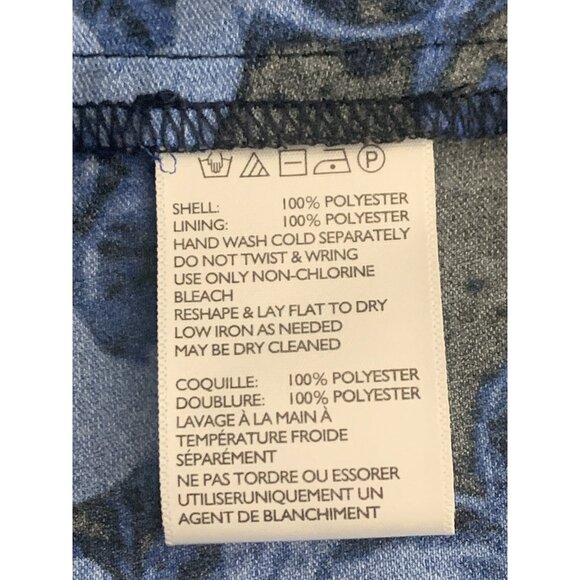 P
SHELL: 100% POLYESTER
LINING: 100% POLYESTER
HAND WASH COLD SEPARATELY
DO NOT TWIST & WRING
USE ONLY NON-CHLORINE
BLEACH
RESHAPE & LAY FLAT TO DRY
LOW IRON AS NEEDED
MAY BE DRY CLEANED
COQUILLE: 100% POLYESTER
DOUBLURE: 100% POLYESTER
LAVAGE À LA MAIN À
TEMPÉRATURE FROIDE
SÉPARÉMENT
NE PAS TORDRE OU ESSORER
UTILISERUNIQUEMENT UN
AGENT DE BLANCHIMENT